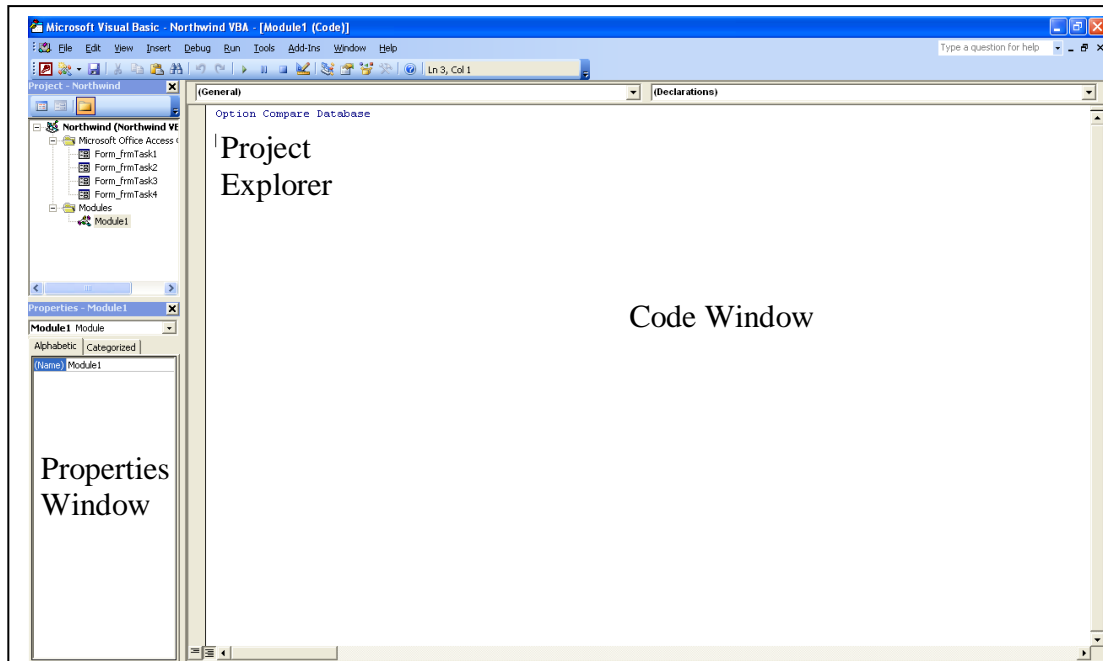 Microsoft Visual Basic - Northwind VBA - [Module1 (Code)]
File Edit View Insert Debug Run Tools Add-Ins Window Help
Type a question for help
Ln 3, Col 1
Project - Northwind
Northwind (Northwind VE
Microsoft Office Access
Form_frmTask1
Form_frmTask2
Form_frmTask3
Form_frmTask4
Modules
Module1
Properties - Module1
Module1 Module
Alphabetic Categorized
(Name) Module1
Properties
Window
(General)
(Declarations)
Option Compare Database
Project
Explorer
Code Window